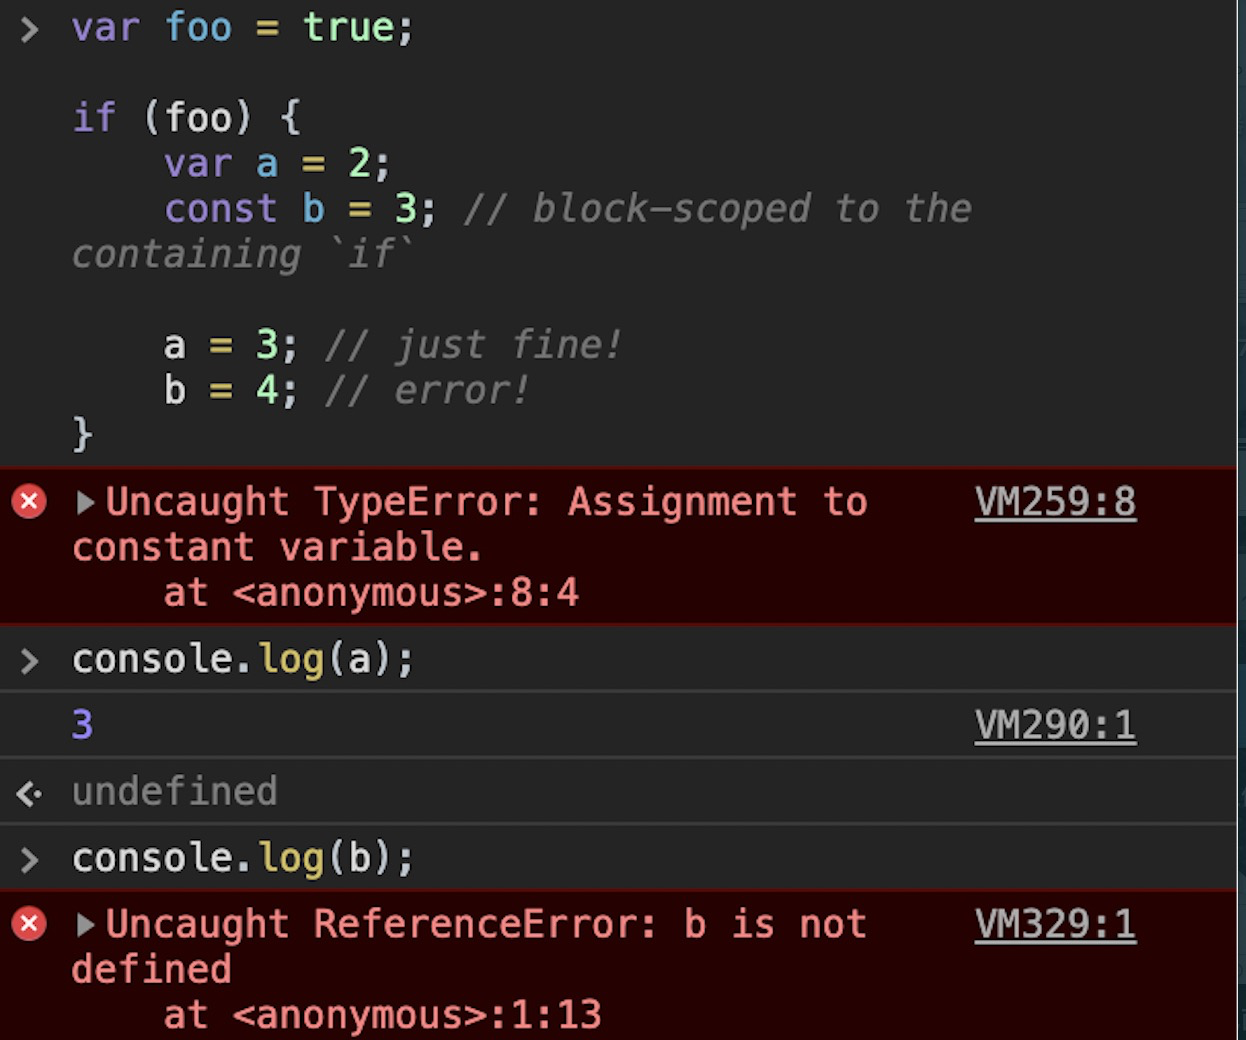 var foo = true;
if (foo) {
var a = 2;
const b = 3; // block-scoped to the
containing `if`
a = 3; // just fine!
b = 4; // error!
}
Uncaught TypeError: Assignment to VM259:8
constant variable.
at <anonymous>:8:4
console.log(a);
3 VM290:1
undefined
console.log(b);
Uncaught ReferenceError: b is not VM329:1
defined
at <anonymous>:1:13